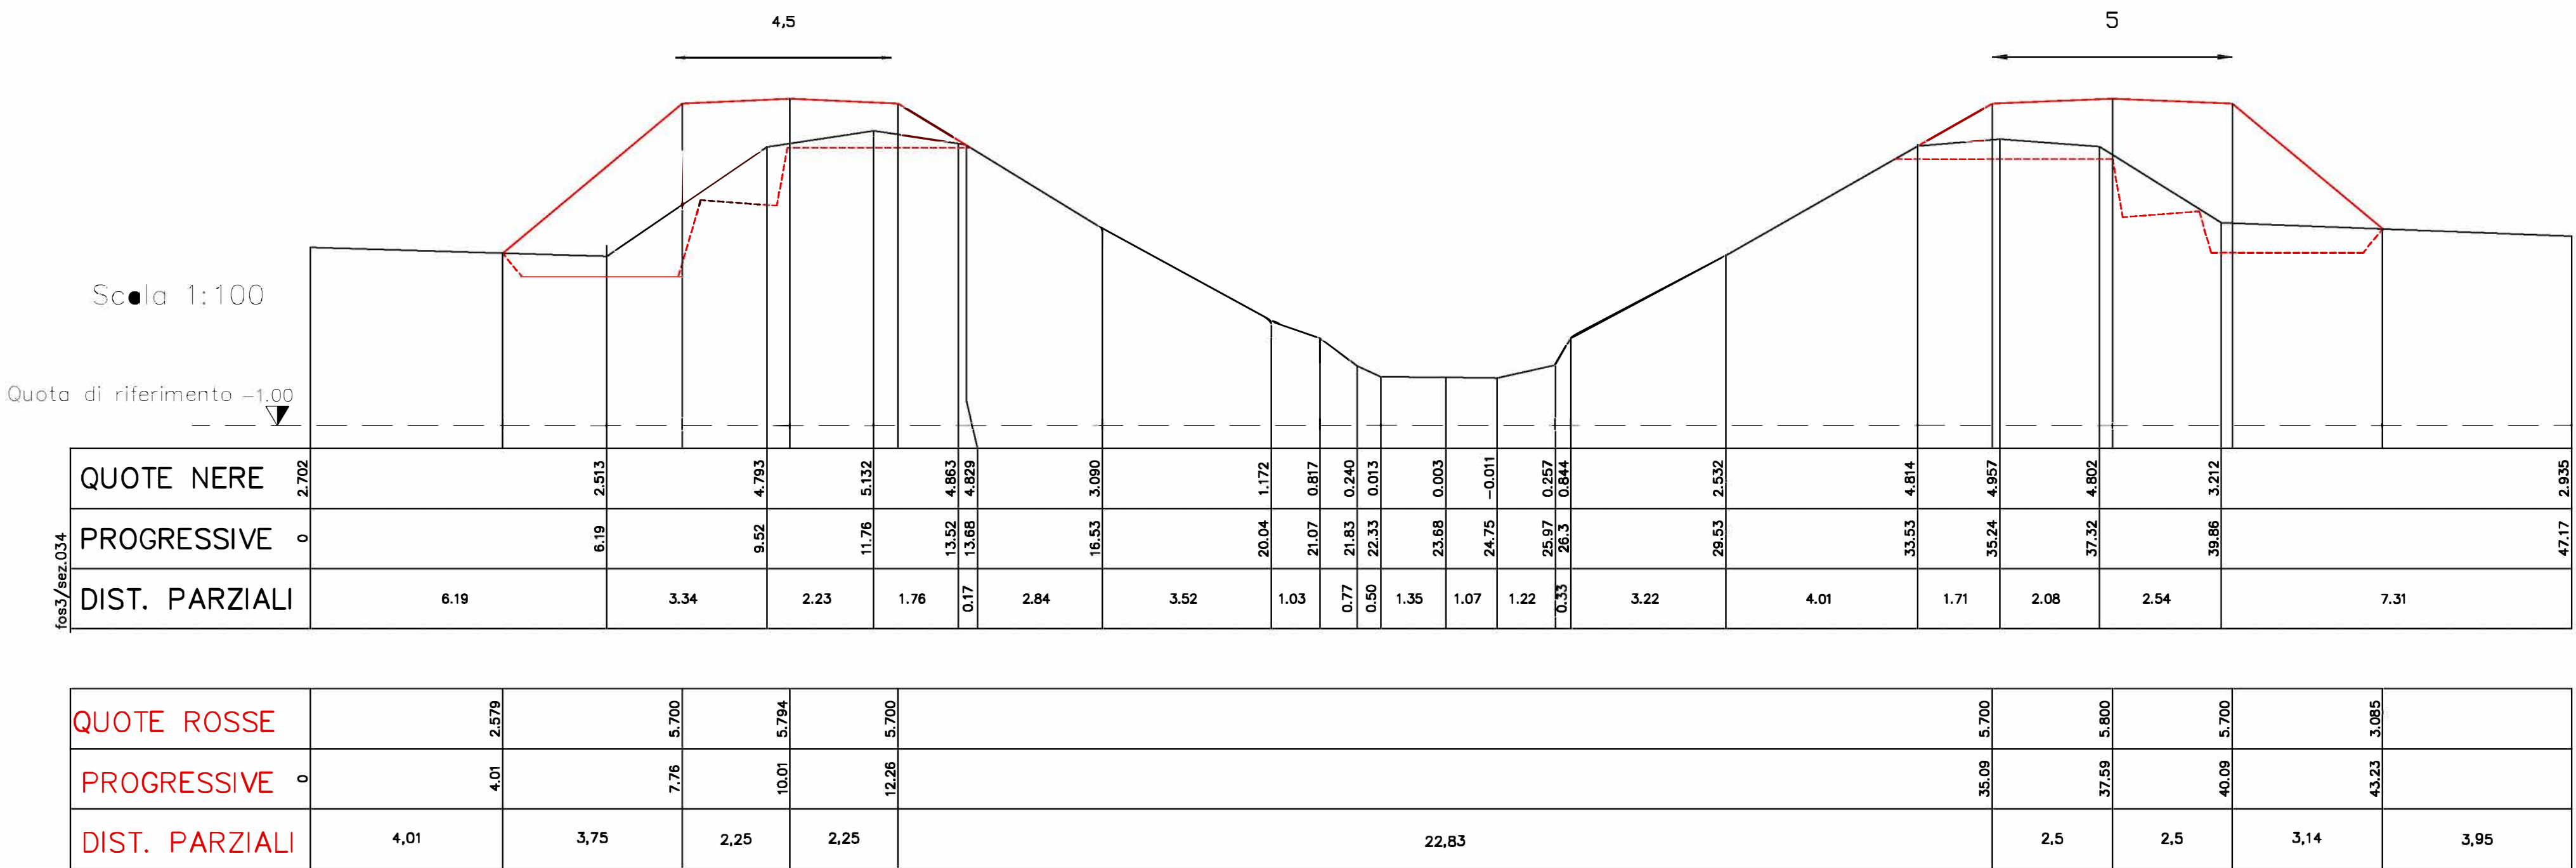 4,5
5
Scala 1:100
Quota di riferimento -1.00
fos3/sez.034
QUOTE NERE 2.702 2.513 4.793 5.132 4.863 4.829 3.090 1.172 0.817 0.240 0.013 0.003 -0.011 0.257 0.844 2.532 4.814 4.957 4.802 3.212 2.935
PROGRESSIVE 0 6.19 9.52 11.76 13.52 13.68 16.53 20.04 21.07 21.83 22.33 23.68 24.75 25.97 26.3 29.53 33.53 35.24 37.32 39.86 47.17
DIST. PARZIALI 6.19 3.34 2.23 1.76 0.17 2.84 3.52 1.03 0.77 0.50 1.35 1.07 1.22 0.33 3.22 4.01 1.71 2.08 2.54 7.31
QUOTE ROSSE 2.579 5.700 5.794 5.700 5.700 5.800 5.700 3.085
PROGRESSIVE 0 4.01 7.76 10.01 12.26 35.09 37.59 40.09 43.23
DIST. PARZIALI 4,01 3,75 2,25 2,25 22,83 2,5 2,5 3,14 3,95